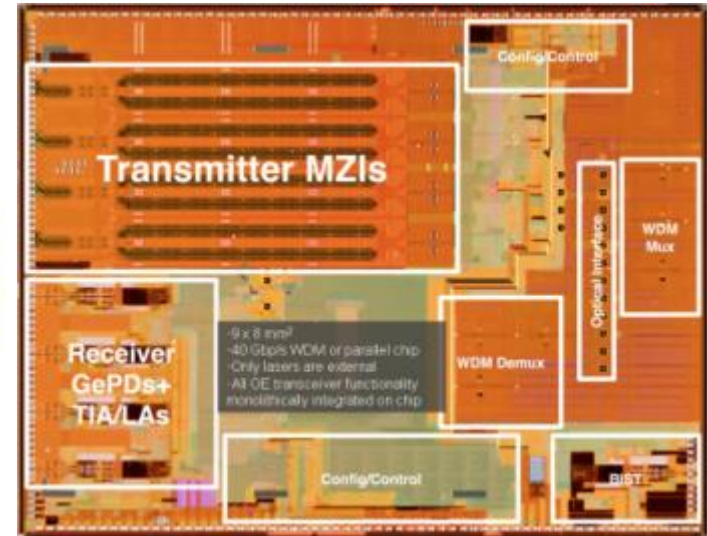 Config/Control
Transmitter MZIs
Optical Interface
WDM
Mux
Receiver
GePDs+
TIA/LAs
-9 x 8 mm²
-40 Gbp/s WDM or parallel chip
-Only lasers are external
-All OE transceiver functionality
monolithically integrated on chip
WDM Demux
Config/Control
BIST